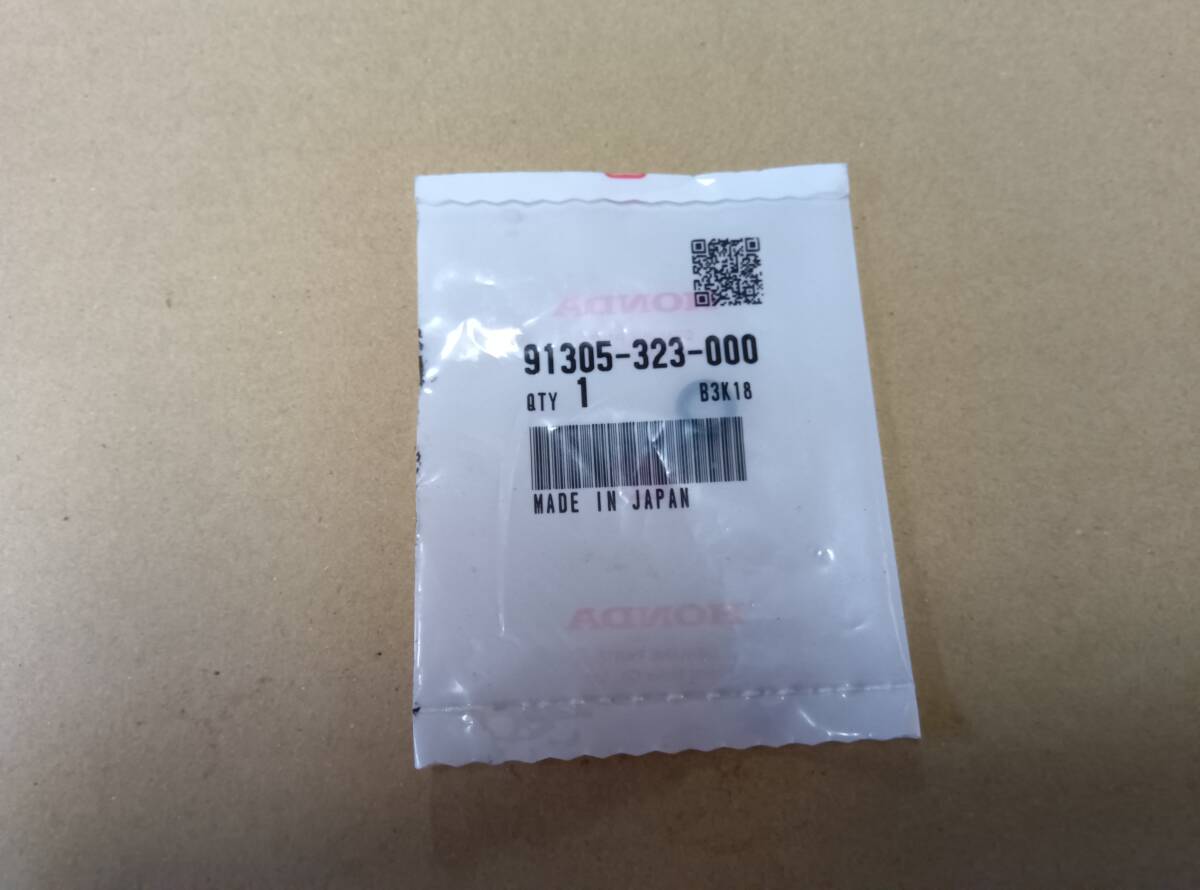 HONDA
91305-323-000
QTY 1 B3K18
MADE IN JAPAN
HONDA